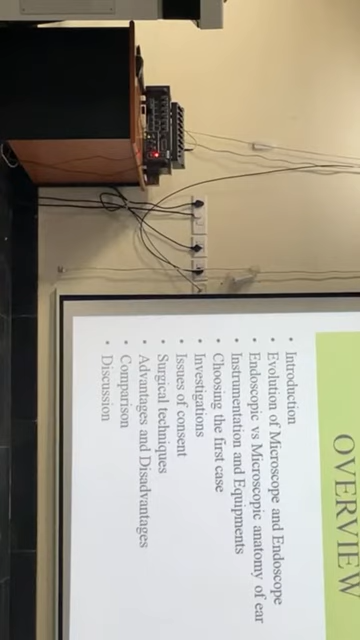 OVERVIEW
• Introduction
• Evolution of Microscope and Endoscope
• Endoscopic vs Microscopic anatomy of ear
• Instrumentation and Equipments
• Choosing the first case
• Investigations
• Issues of consent
• Surgical techniques
• Advantages and Disadvantages
• Comparison
• Discussion